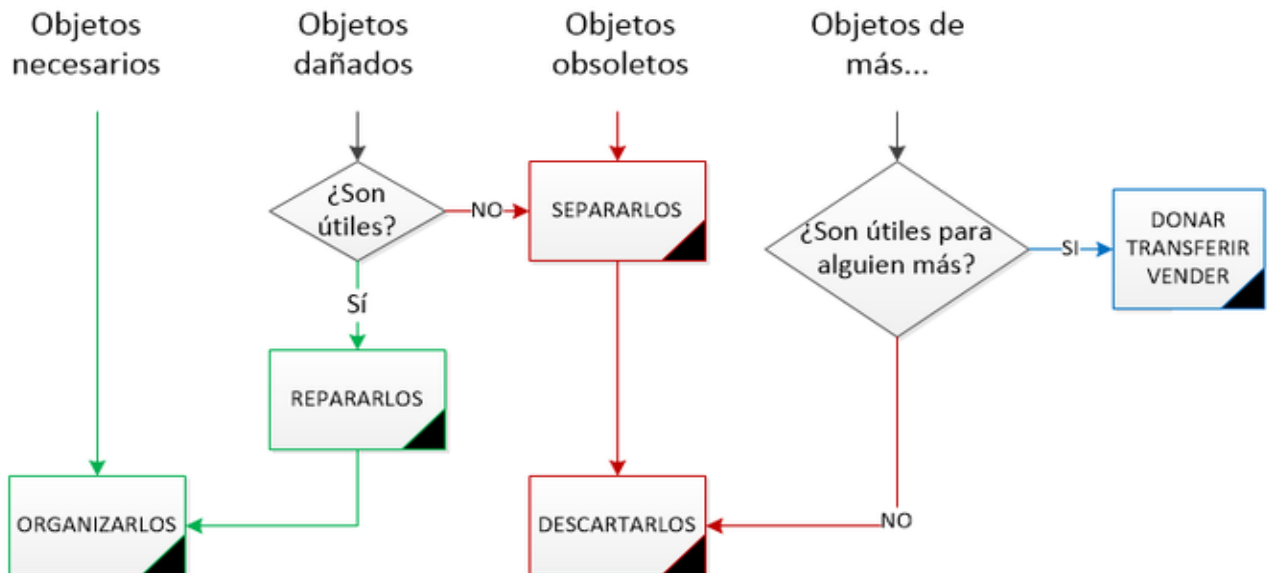 Objetos
necesarios
Objetos
dañados
Objetos
obsoletos
Objetos de
más...
¿Son
útiles?
NO
SEPARARLOS
¿Son útiles para
alguien más?
SI
DONAR
TRANSFERIR
VENDER
Sí
REPARARLOS
ORGANIZARLOS
DESCARTARLOS
NO